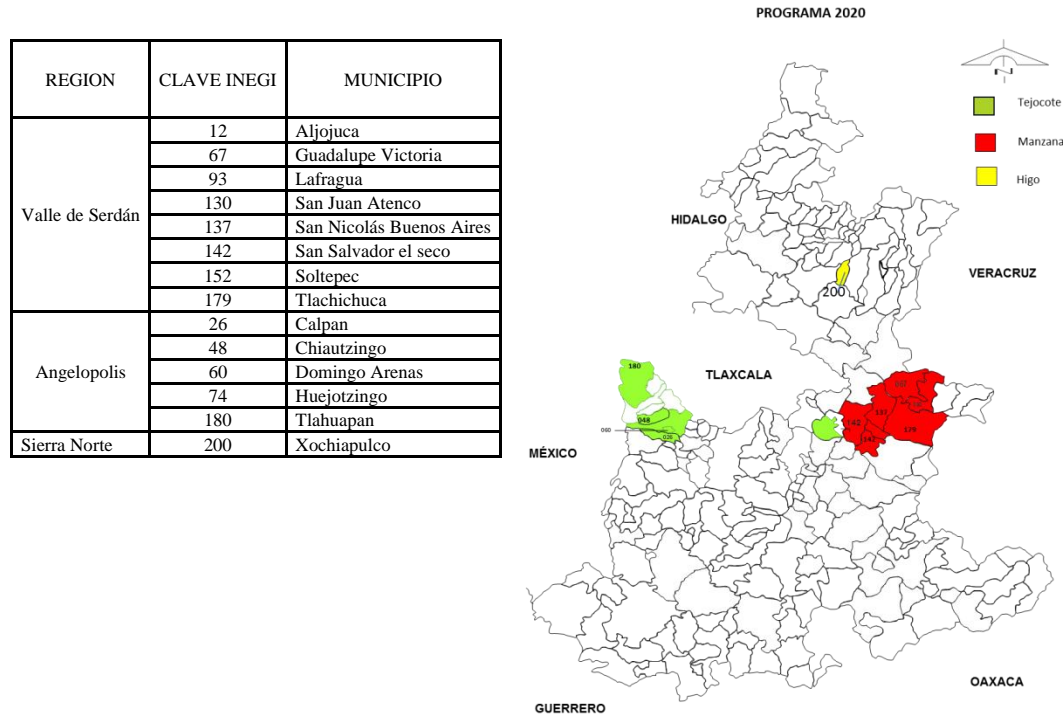 PROGRAMA 2020
REGION CLAVE INEGI MUNICIPIO
Valle de Serdán
12 Aljojuca
67 Guadalupe Victoria
93 Lafragua
130 San Juan Atenco
137 San Nicolás Buenos Aires
142 San Salvador el seco
152 Soltepec
179 Tlachichuca
Angelopolis
26 Calpan
48 Chiautzingo
60 Domingo Arenas
74 Huejotzingo
180 Tlahuapan
Sierra Norte 200 Xochiapulco
N
Tejocote
Manzana
Higo
HIDALGO
VERACRUZ
200
TLAXCALA
180
048
060
026
137
142
179
MÉXICO
OAXACA
GUERRERO